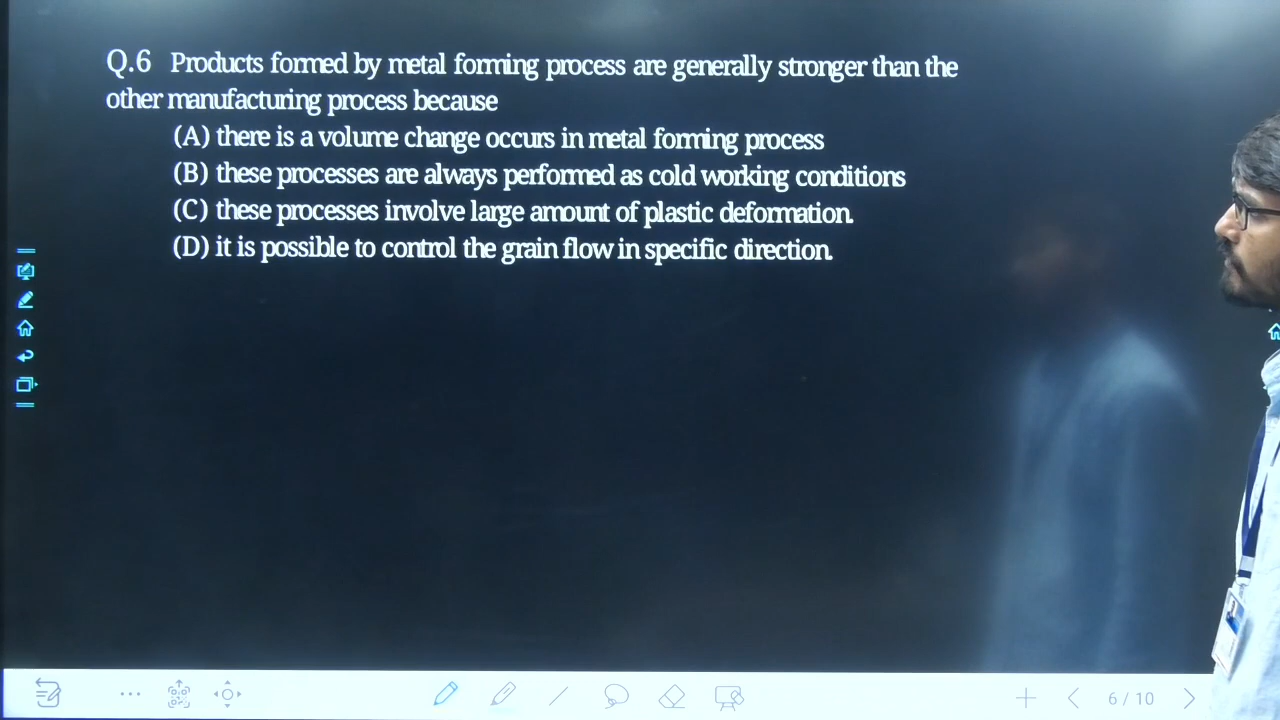 Q.6 Products formed by metal forming process are generally stronger than the
other manufacturing process because
(A) there is a volume change occurs in metal forming process
(B) these processes are always performed as cold working conditions
(C) these processes involve large amount of plastic deformation.
(D) it is possible to control the grain flow in specific direction.
6 / 10